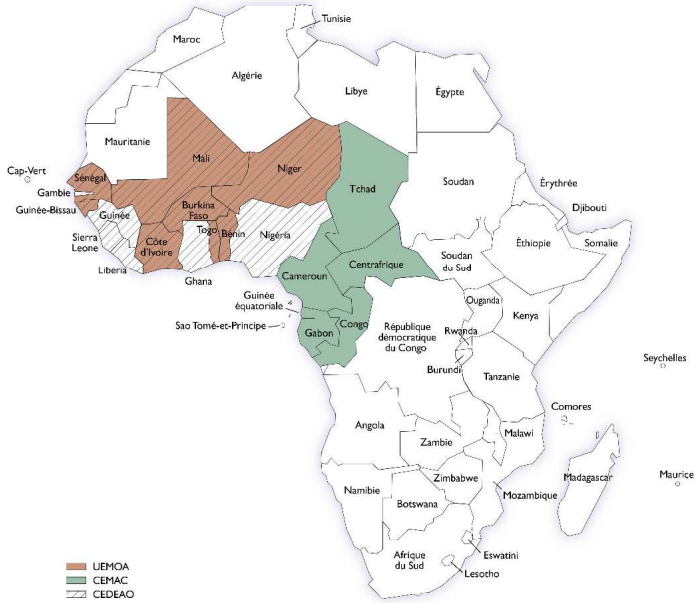 Tunisie
Maroc
Algérie
Libye
Égypte
Mauritanie
Mali
Niger
Cap-Vert
Sénégal
Tchad
Soudan
Érythrée
Gambie
Guinée-Bissau
Guinée
Burkina
Faso
Djibouti
Togo
Bénin
Nigéria
Sierra
Leone
Côte
d'Ivoire
Éthiopie
Somalie
Liberia
Ghana
Cameroun
Centrafrique
Soudan
du Sud
Guinée
équatoriale
Ouganda
Kenya
Sao Tomé-et-Principe
Gabon
Congo
République
démocratique
du Congo
Rwanda
Burundi
Seychelles
Tanzanie
Comores
Angola
Malawi
Zambie
Zimbabwe
Madagascar
Maurice
Namibie
Botswana
Mozambique
Afrique
du Sud
Eswatini
Lesotho
UEMOA
CEMAC
CEDEAO